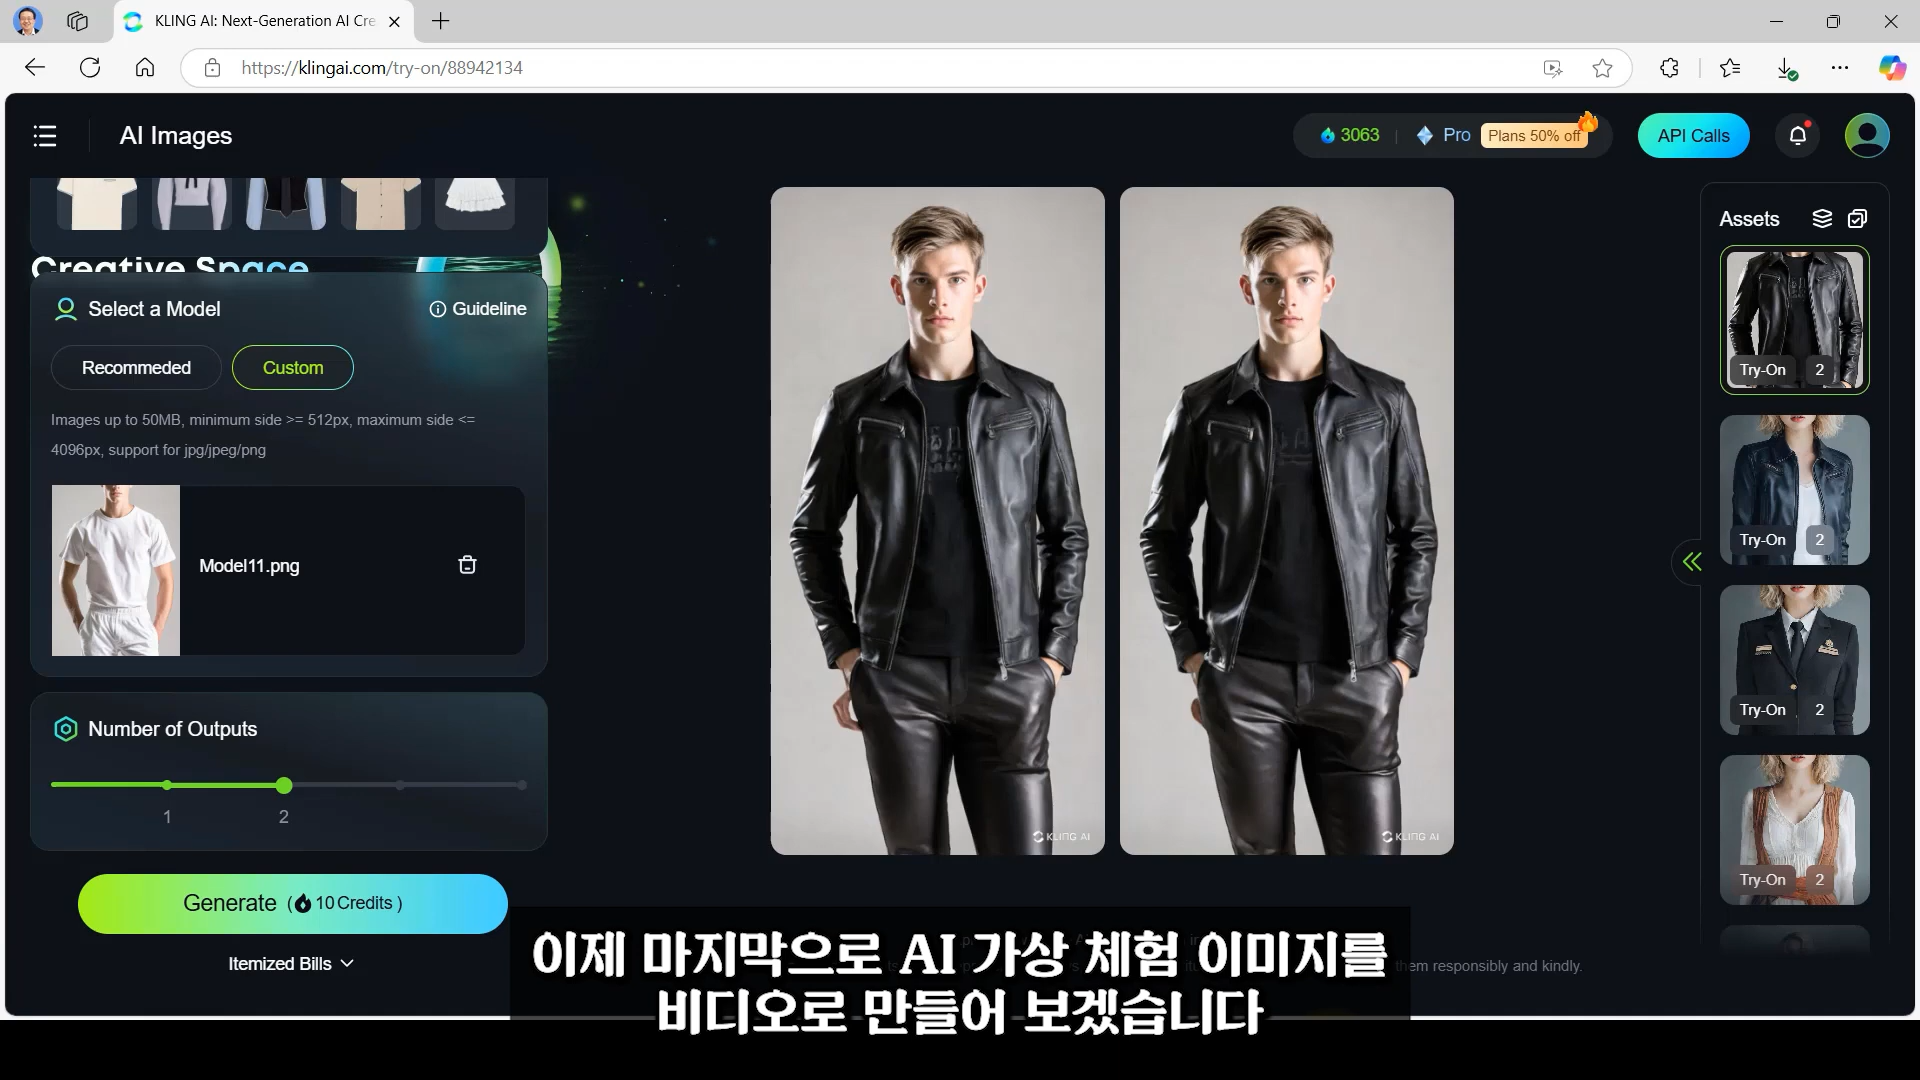 KLING AI: Next-Generation AI Cre
https://klingai.com/try-on/88942134
AI Images
3063
Pro
Plans 50% off
API Calls
Creative Space
Select a Model
Guideline
Recommeded
Custom
Images up to 50MB, minimum side >= 512px, maximum side <=
4096px, support for jpg/jpeg/png
Model11.png
Number of Outputs
1
2
Generate ( 10 Credits )
Itemized Bills
KLING AI
KLING AI
Assets
Try-On 2
Try-On 2
Try-On 2
Try-On 2
them responsibly and kindly.
이제 마지막으로 AI 가상 체험 이미지를
비디오로 만들어 보겠습니다